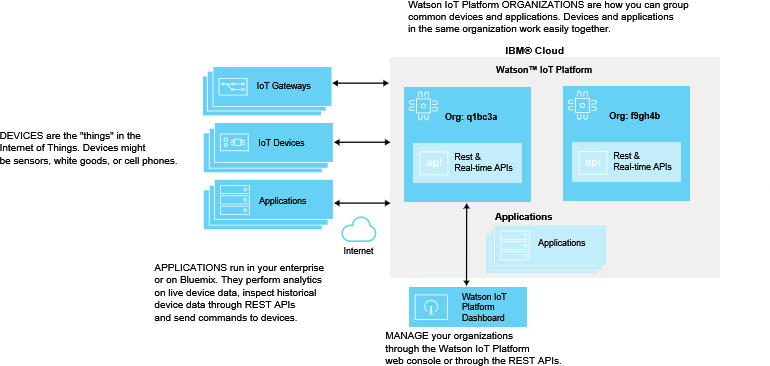 Watson IoT Platform ORGANIZATIONS are how you can group
common devices and applications. Devices and applications
in the same organization work easily together.
IBM® Cloud
Watson™ IoT Platform
IoT Gateways
Org: q1bc3a
Org: f9gh4b
DEVICES are the "things" in the
Internet of Things. Devices might
be sensors, white goods, or cell phones.
IoT Devices
api
Rest &
Real-time APIs
api
Rest &
Real-time APIs
Applications
Internet
Applications
Applications
APPLICATIONS run in your enterprise
or on Bluemix. They perform analytics
on live device data, inspect historical
device data through REST APIs
and send commands to devices.
Watson IoT
Platform
Dashboard
MANAGE your organizations
through the Watson IoT Platform
web console or through the REST APIs.